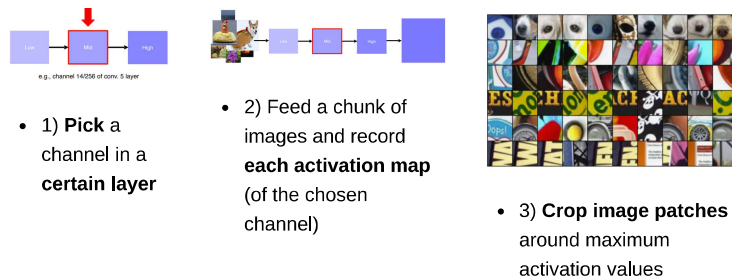 Low
Mid
High
e.g., channel 14/256 of conv. 5 layer
• 1) Pick a
channel in a
certain layer
Low
Mid
High
• 2) Feed a chunk of
images and record
each activation map
(of the chosen
channel)
• 3) Crop image patches
around maximum
activation values